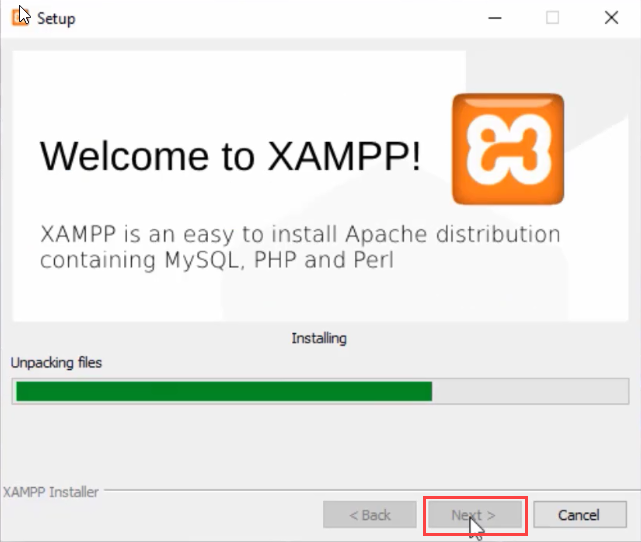 Setup
Welcome to XAMPP!
XAMPP is an easy to install Apache distribution
containing MySQL, PHP and Perl
Installing
Unpacking files
XAMPP Installer
< Back
Next >
Cancel